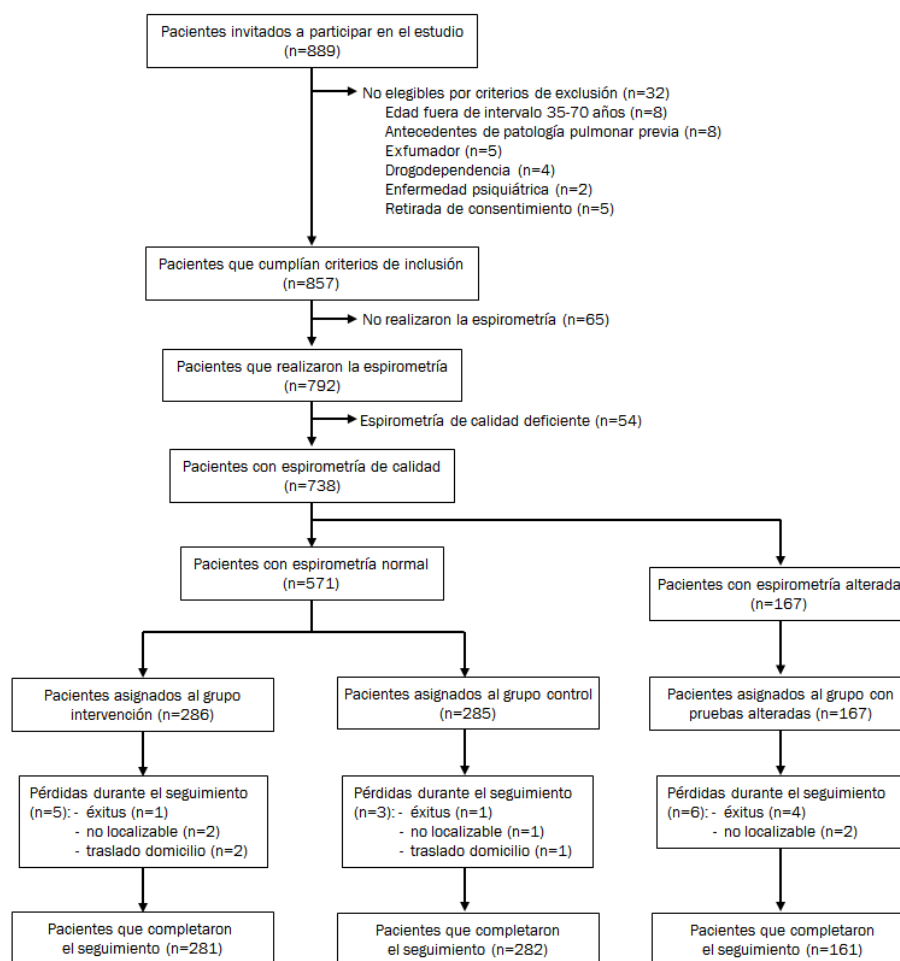 Pacientes invitados a participar en el estudio
(n=889)
No elegibles por criterios de exclusión (n=32)
Edad fuera de intervalo 35-70 años (n=8)
Antecedentes de patología pulmonar previa (n=8)
Exfumador (n=5)
Drogodependencia (n=4)
Enfermedad psiquiátrica (n=2)
Retirada de consentimiento (n=5)
Pacientes que cumplían criterios de inclusión
(n=857)
No realizaron la espirometría (n=65)
Pacientes que realizaron la espirometría
(n=792)
Espirometría de calidad deficiente (n=54)
Pacientes con espirometría de calidad
(n=738)
Pacientes con espirometría normal
(n=571)
Pacientes con espirometría alterada
(n=167)
Pacientes asignados al grupo
intervención (n=286)
Pacientes asignados al grupo control
(n=285)
Pacientes asignados al grupo con
pruebas alteradas (n=167)
Pérdidas durante el seguimiento
(n=5): - éxitus (n=1)
- no localizable (n=2)
- traslado domicilio (n=2)
Pérdidas durante el seguimiento
(n=3): - éxitus (n=1)
- no localizable (n=1)
- traslado domicilio (n=1)
Pérdidas durante el seguimiento
(n=6): - éxitus (n=4)
- no localizable (n=2)
Pacientes que completaron
el seguimiento (n=281)
Pacientes que completaron
el seguimiento (n=282)
Pacientes que completaron
el seguimiento (n=161)